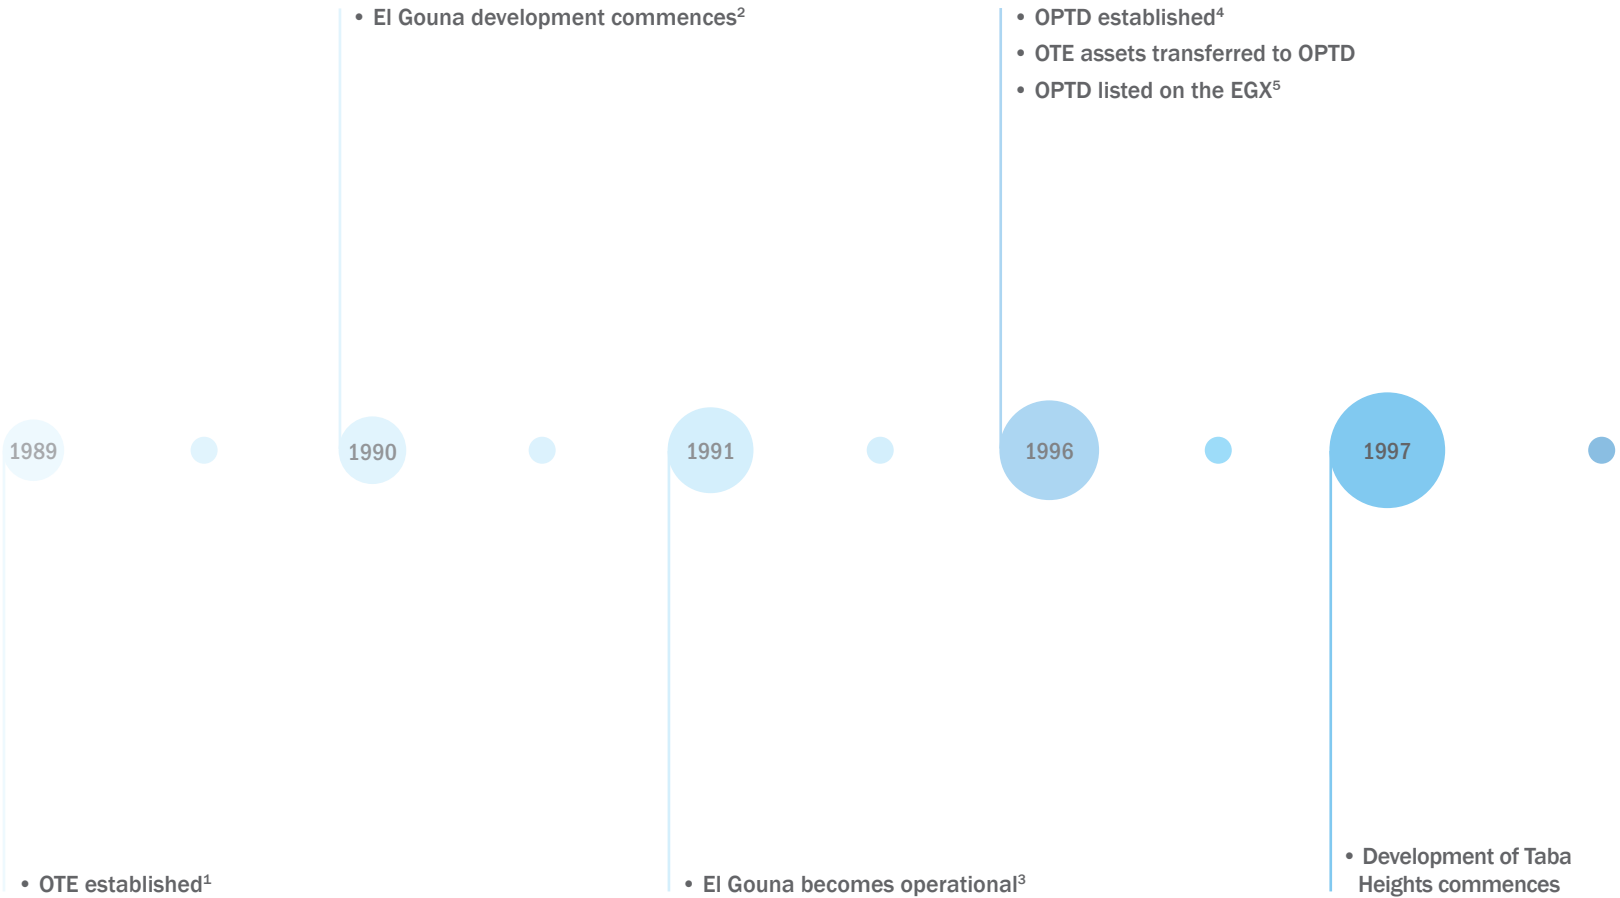 • El Gouna development commences²
• OPTD established⁴
• OTE assets transferred to OPTD
• OPTD listed on the EGX⁵
1989
1990
1991
1996
1997
• OTE established¹
• El Gouna becomes operational³
• Development of Taba
Heights commences